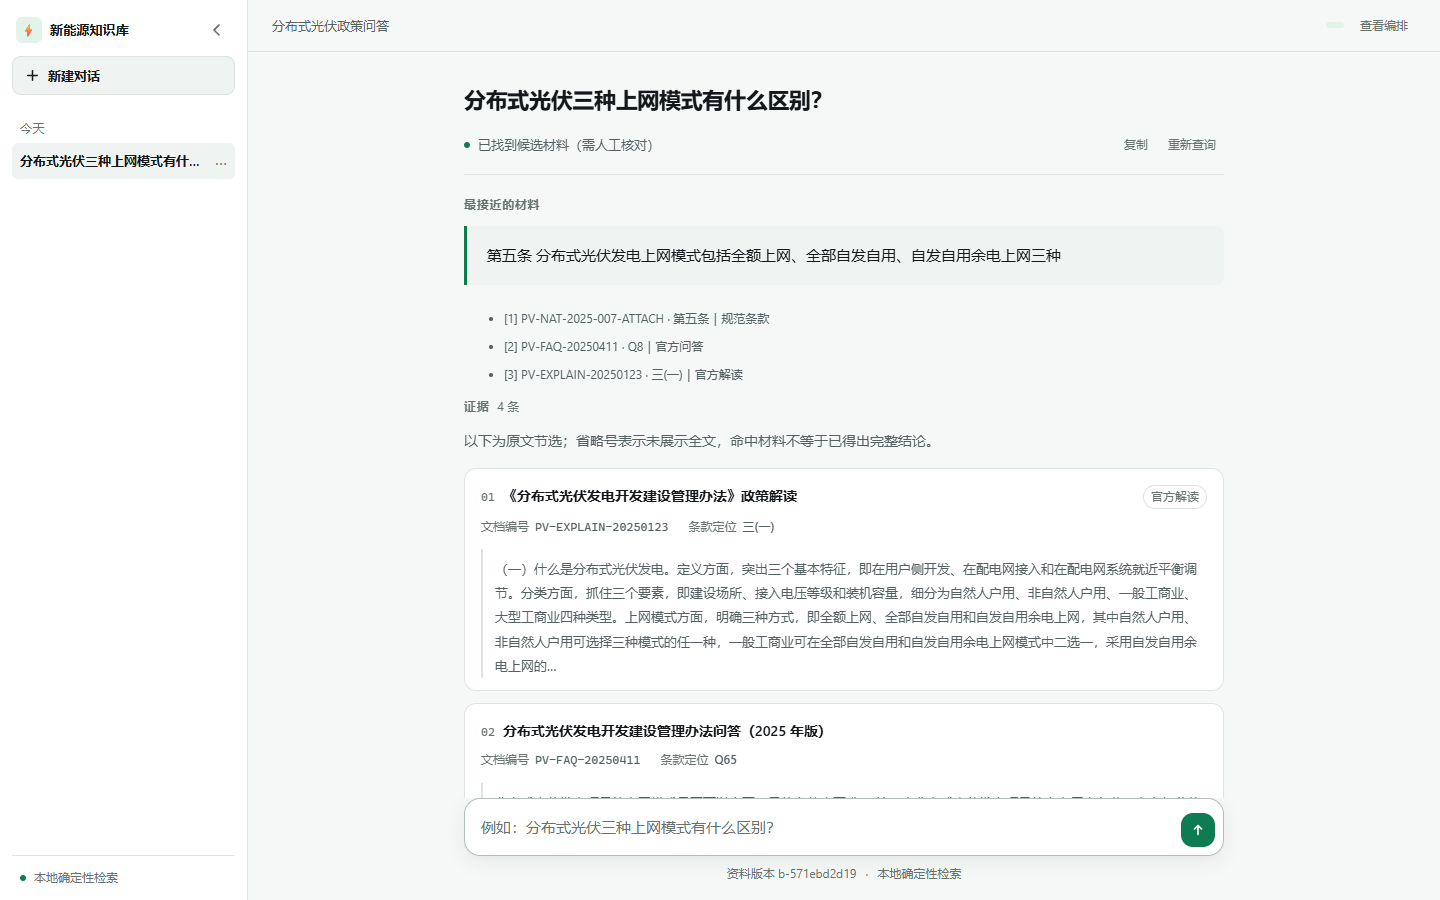 新能源知识库
新建对话
今天
分布式光伏三种上网模式有什...
...
本地确定性检索
分布式光伏政策问答
查看编排
分布式光伏三种上网模式有什么区别？
已找到候选材料（需人工核对）
复制
重新查询
最接近的材料
第五条 分布式光伏发电上网模式包括全额上网、全部自发自用、自发自用余电上网三种
• [1] PV-NAT-2025-007-ATTACH · 第五条 | 规范条款
• [2] PV-FAQ-20250411 · Q8 | 官方问答
• [3] PV-EXPLAIN-20250123 · 三(一) | 官方解读
证据 4 条
以下为原文节选；省略号表示未展示全文，命中材料不等于已得出完整结论。
01 《分布式光伏发电开发建设管理办法》政策解读
官方解读
文档编号 PV-EXPLAIN-20250123 条款定位 三(一)
（一）什么是分布式光伏发电。定义方面，突出三个基本特征，即在用户侧开发、在配电网接入和在配电网系统就近平衡调
节。分类方面，抓住三个要素，即建设场所、接入电压等级和装机容量，细分为自然人户用、非自然人户用、一般工商业、
大型工商业四种类型。上网模式方面，明确三种方式，即全额上网、全部自发自用和自发自用余电上网，其中自然人户用、
非自然人户用可选择三种模式的任一种，一般工商业可在全部自发自用和自发自用余电上网模式中二选一，采用自发自用余
电上网的...
02 分布式光伏发电开发建设管理办法问答（2025 年版）
文档编号 PV-FAQ-20250411 条款定位 Q65
例如：分布式光伏三种上网模式有什么区别？
资料版本 b-571ebd2d19 · 本地确定性检索